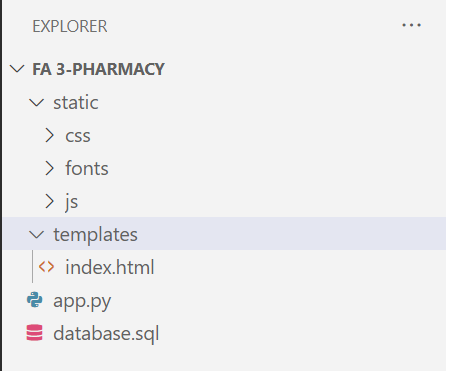 EXPLORER ...
FA 3-PHARMACY
static
css
fonts
js
templates
index.html
app.py
database.sql